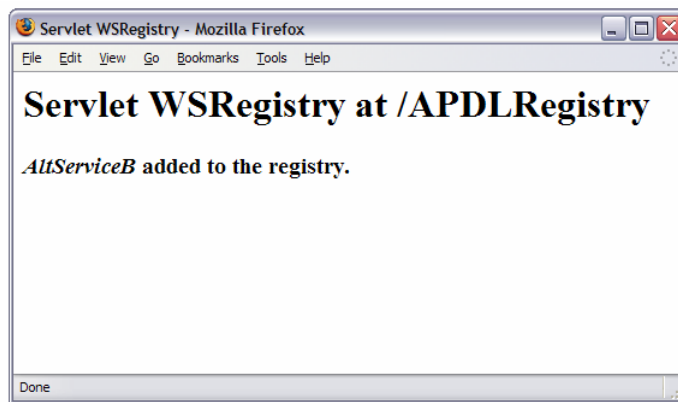 Servlet WSRegistry - Mozilla Firefox
File Edit View Go Bookmarks Tools Help
Servlet WSRegistry at /APDLRegistry
AltServiceB added to the registry.
Done